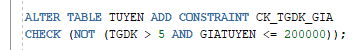 ALTER TABLE TUYEN ADD CONSTRAINT CK_TGDK_GIA
CHECK (NOT (TGDK > 5 AND GIATUYEN <= 200000));